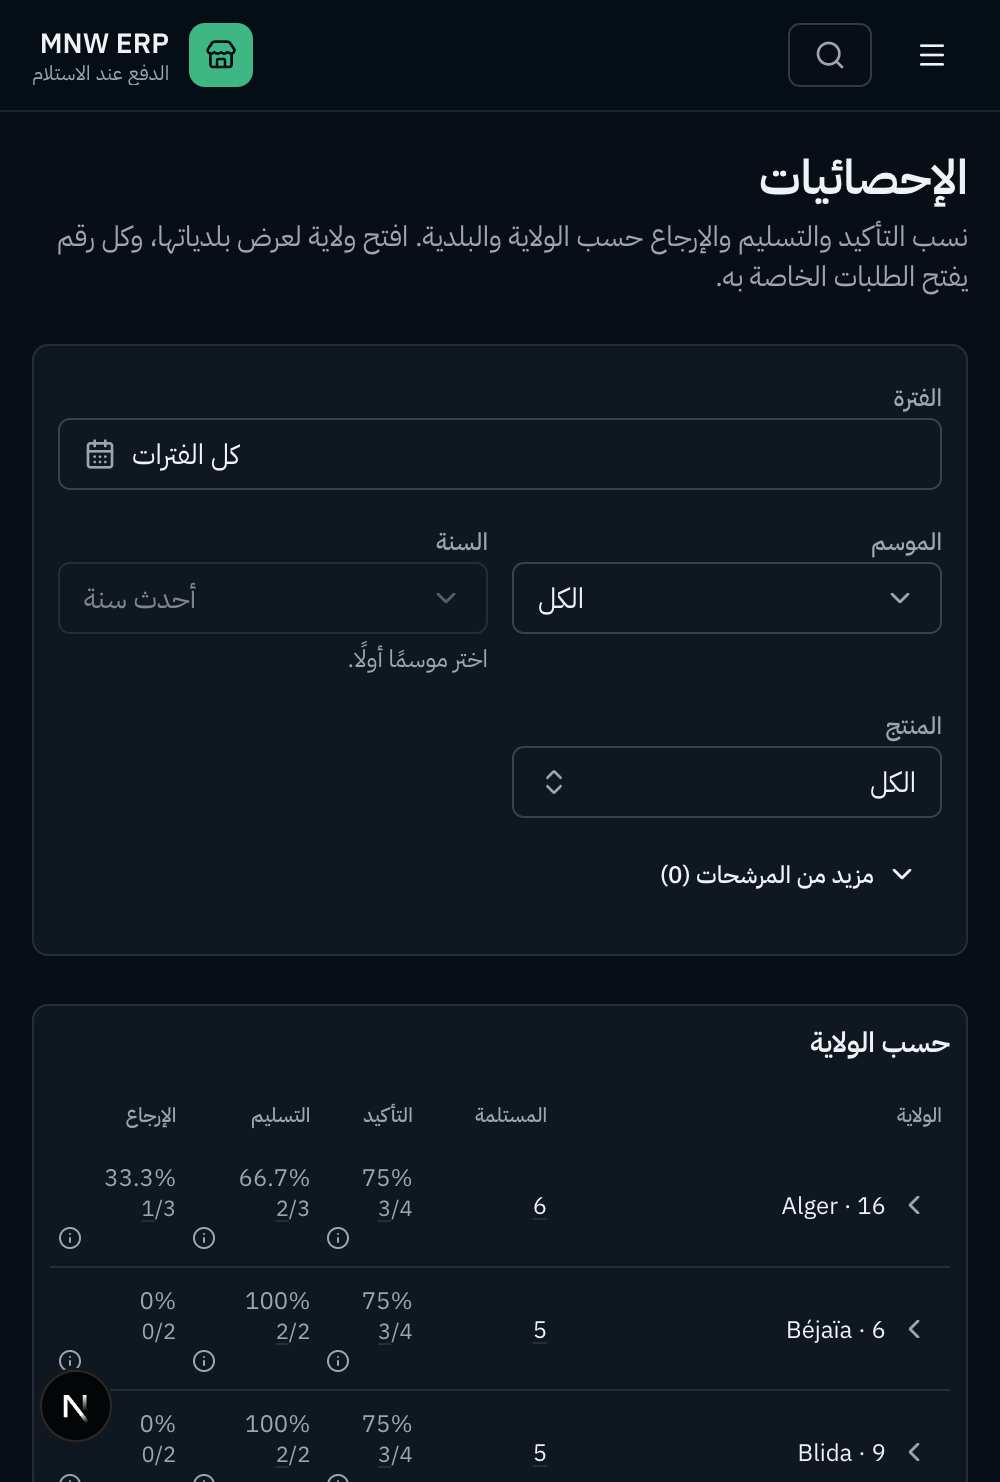 MNW ERP
الدفع عند الاستلام
الإحصائيات
نسب التأكيد والتسليم والإرجاع حسب الولاية والبلدية. افتح ولاية لعرض بلدياتها، وكل رقم
يفتح الطلبات الخاصة به.
الفترة
كل الفترات
الموسم
السنة
الكل
أحدث سنة
اختر موسمًا أولًا.
المنتج
الكل
مزيد من المرشحات (0)
حسب الولاية
الولاية المستلمة التأكيد التسليم الإرجاع
16 · Alger 6 75% 66.7% 33.3%
3/4 2/3 1/3
6 · Béjaïa 5 75% 100% 0%
3/4 2/2 0/2
9 · Blida 5 75% 100% 0%
3/4 2/2 0/2
N